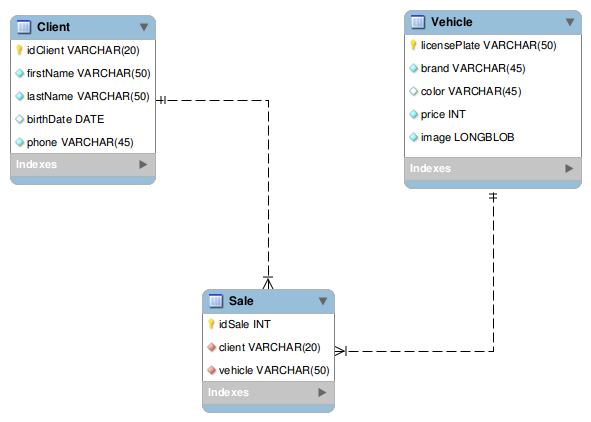 Client
idClient VARCHAR(20)
firstName VARCHAR(50)
lastName VARCHAR(50)
birthDate DATE
phone VARCHAR(45)
Indexes
Vehicle
licensePlate VARCHAR(50)
brand VARCHAR(45)
color VARCHAR(45)
price INT
image LONGBLOB
Indexes
Sale
idSale INT
client VARCHAR(20)
vehicle VARCHAR(50)
Indexes